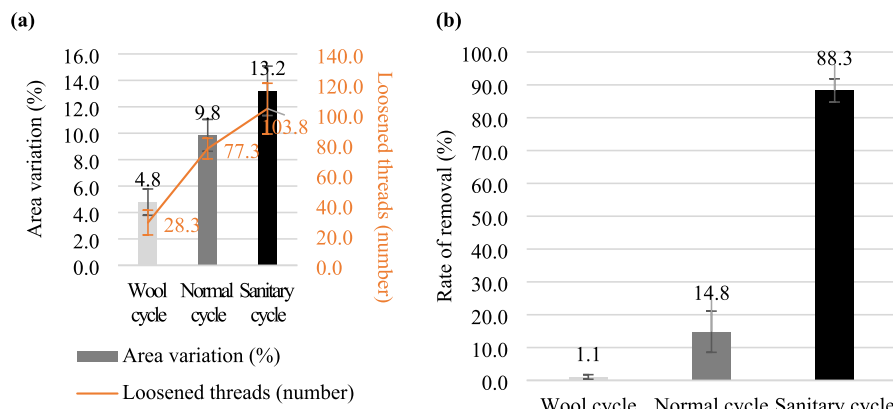 (a)
Area variation (%)
16.0
14.0
12.0
10.0
8.0
6.0
4.0
2.0
0.0
4.8
9.8
13.2
28.3
77.3
103.8
140.0
120.0
100.0
80.0
60.0
40.0
20.0
0.0
Loosened threads (number)
Wool cycle
Normal cycle
Sanitary cycle
Area variation (%)
Loosened threads (number)
(b)
Rate of removal (%)
100.0
90.0
80.0
70.0
60.0
50.0
40.0
30.0
20.0
10.0
0.0
1.1
14.8
88.3
Wool cycle
Normal cycle
Sanitary cycle